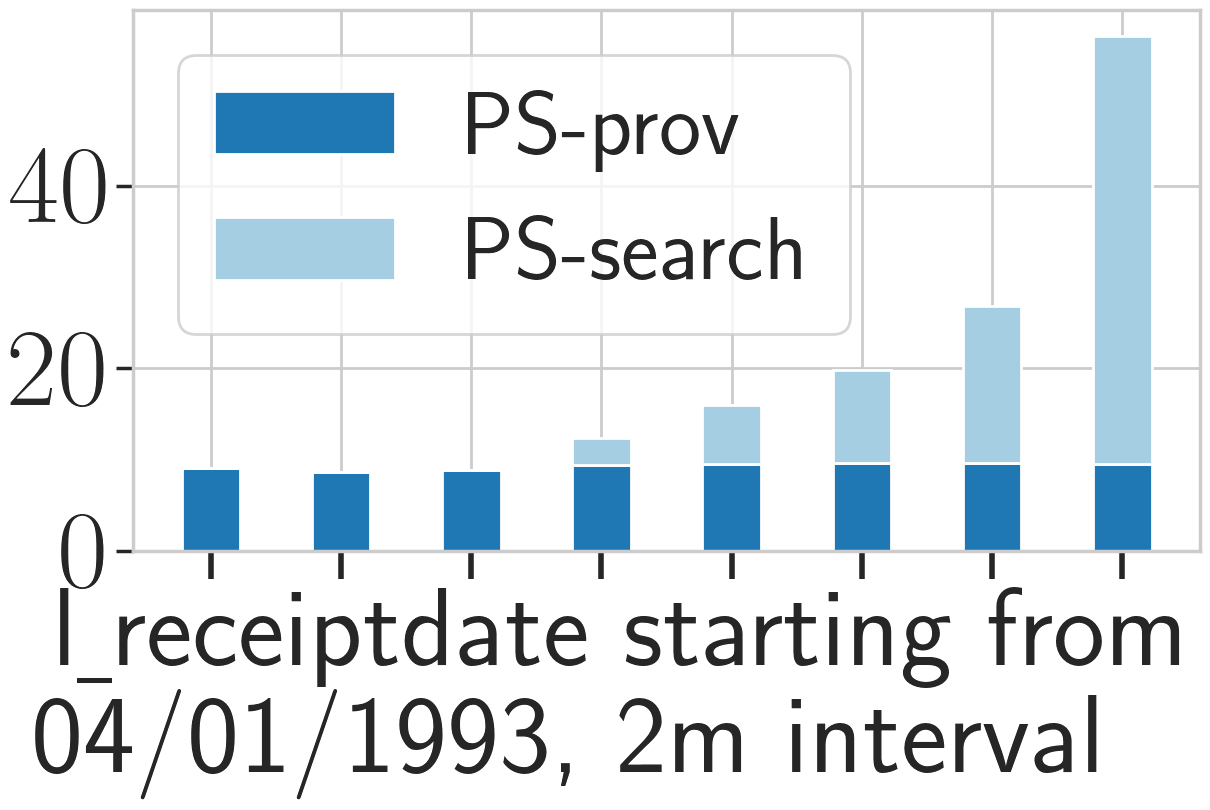 PS-prov
PS-search
40
20
0
l_receiptdate starting from
04/01/1993, 2m interval